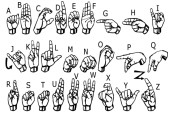 A B C D E F G H I
J K L M N O P Q
R S T U V W X Y Z